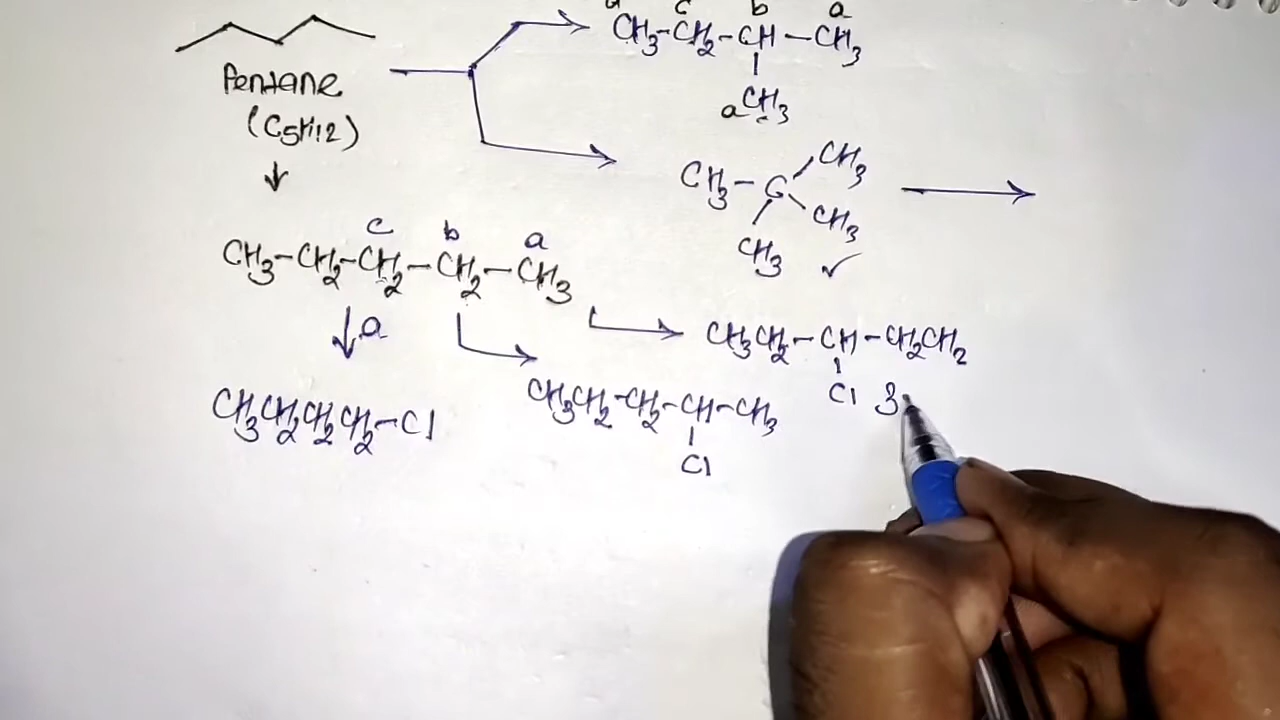 Pentane
(C5H12)
d c b a
CH3-CH2-CH-CH3
aCH3
CH3-C
CH3
CH3
CH3
c b a
CH3-CH2-CH2-CH2-CH3
a
CH3CH2CH2CH2-Cl
CH3CH2-CH2-CH-CH3
Cl
CH3CH2-CH-CH2CH2
Cl 3